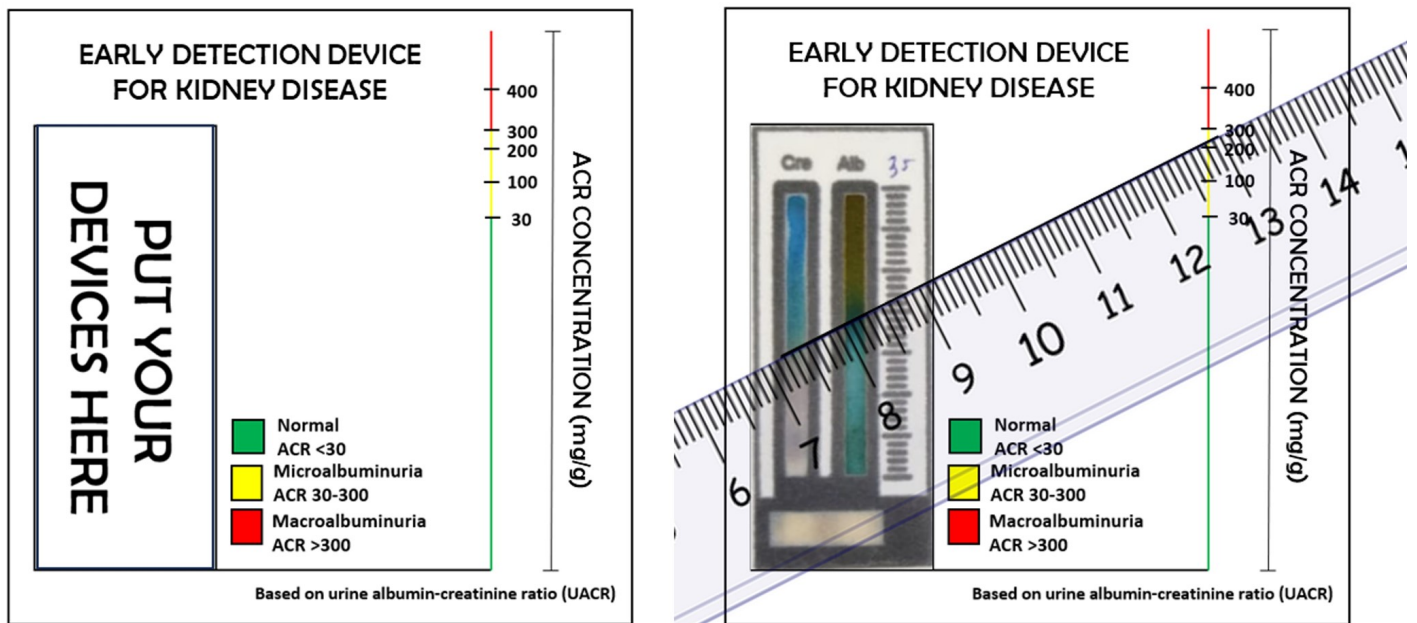 EARLY DETECTION DEVICE
FOR KIDNEY DISEASE
400
300
200
100
30
ACR CONCENTRATION (mg/g)
PUT YOUR
DEVICES HERE
Normal
ACR <30
Microalbuminuria
ACR 30-300
Macroalbuminuria
ACR >300
Based on urine albumin-creatinine ratio (UACR)
EARLY DETECTION DEVICE
FOR KIDNEY DISEASE
400
300
200
100
30
ACR CONCENTRATION (mg/g)
Cre Alb 35
6 7 8 9 10 11 12 13 14
Normal
ACR <30
Microalbuminuria
ACR 30-300
Macroalbuminuria
ACR >300
Based on urine albumin-creatinine ratio (UACR)